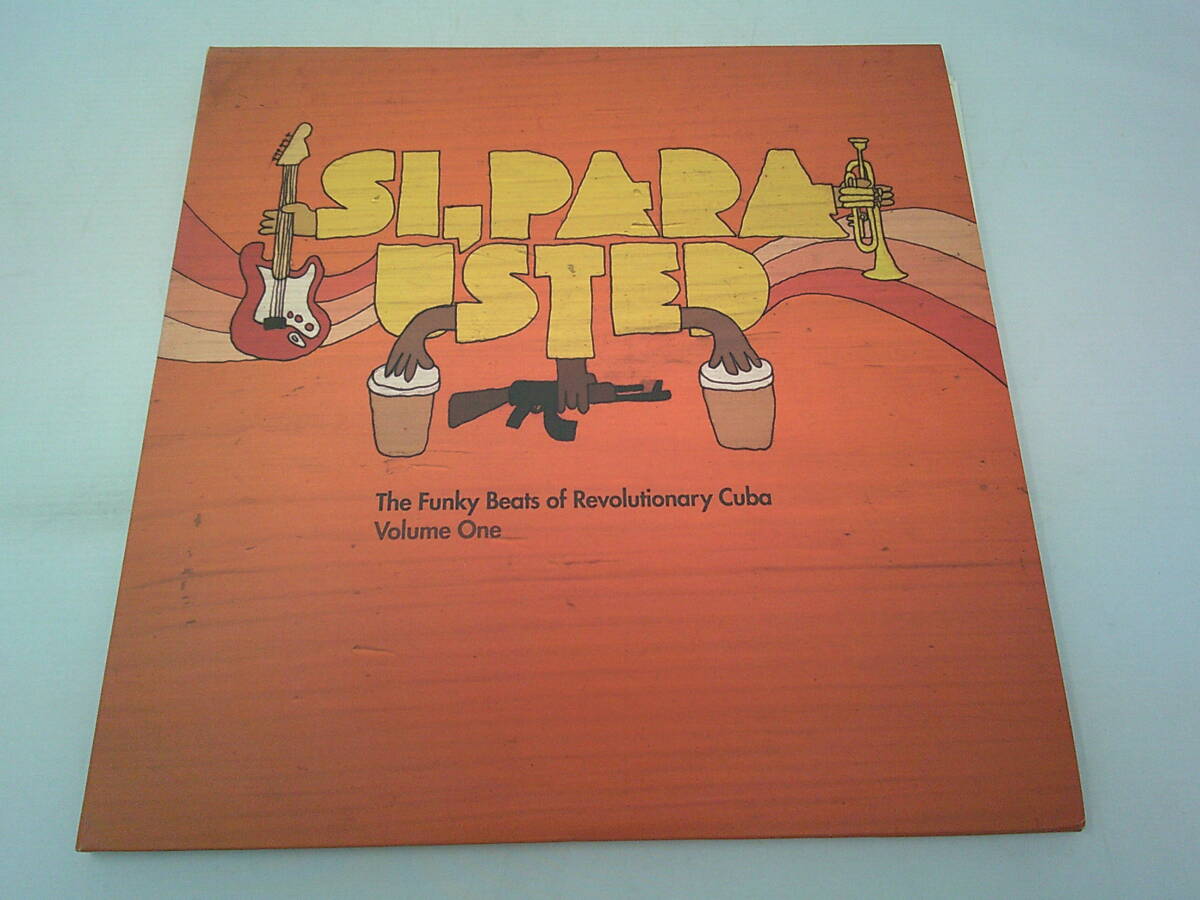 SI, PARA
USTED
The Funky Beats of Revolutionary Cuba
Volume One